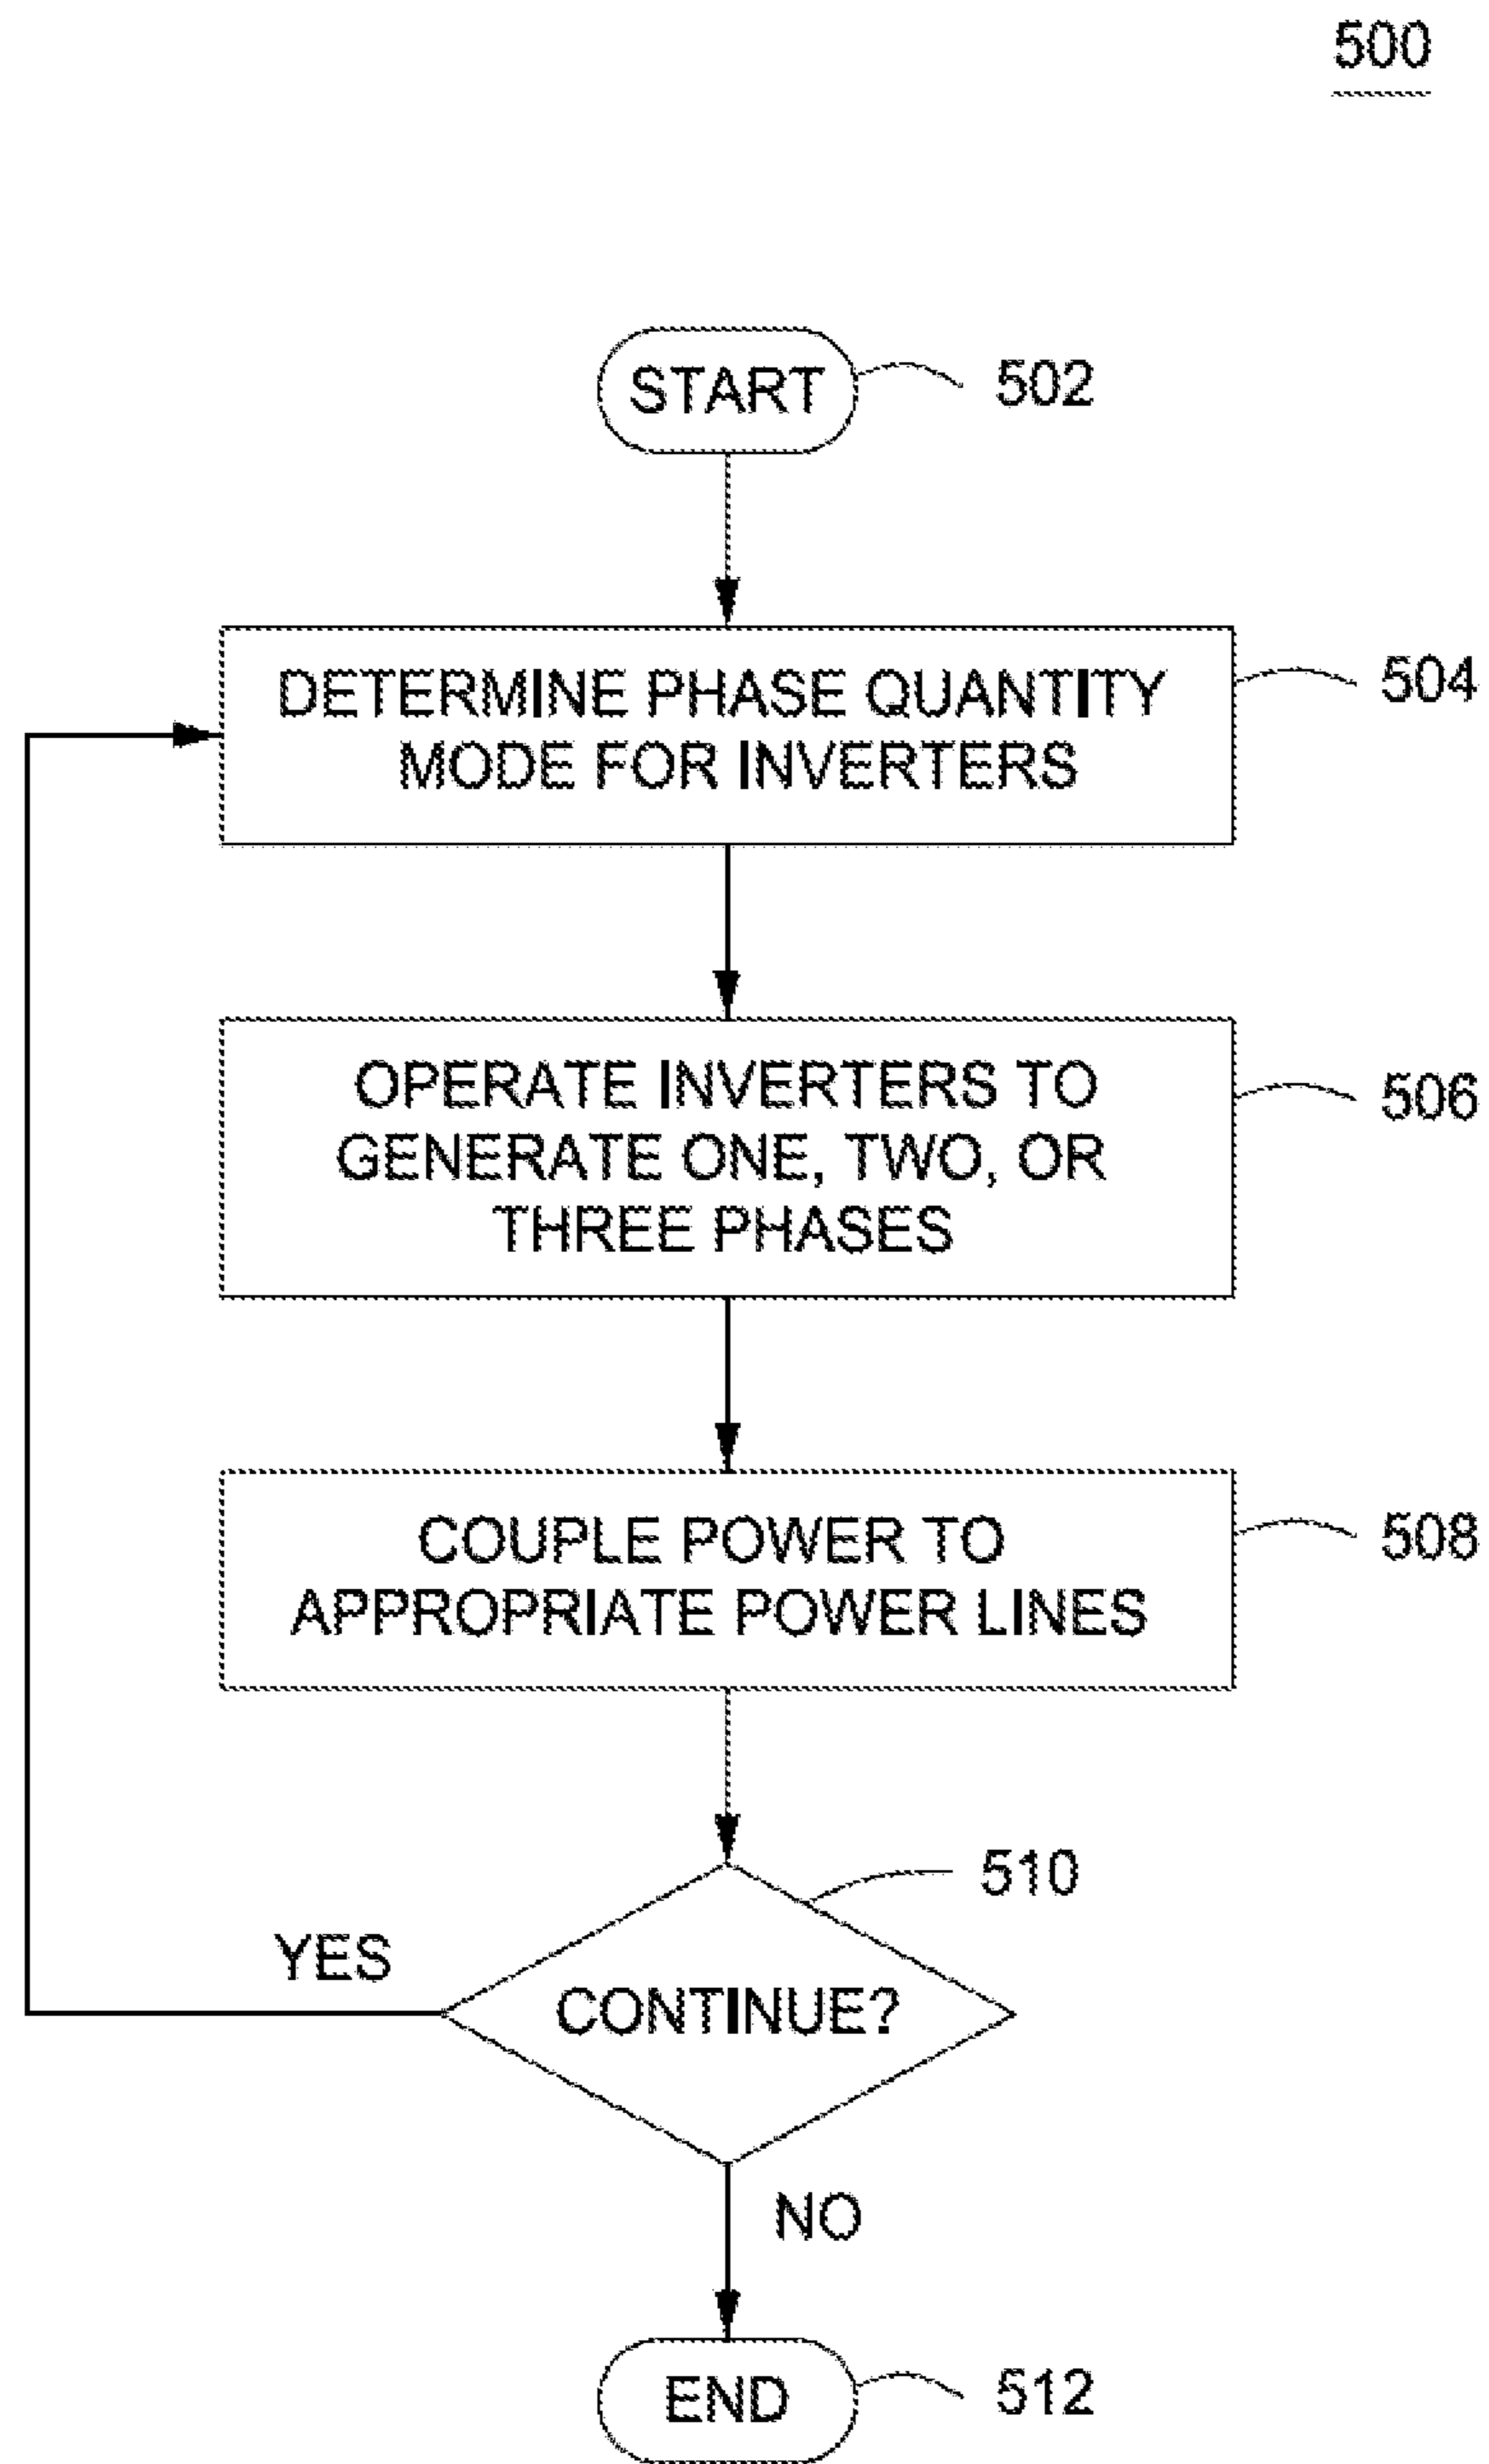 500
START
502
DETERMINE PHASE QUANTITY
MODE FOR INVERTERS
504
OPERATE INVERTERS TO
GENERATE ONE, TWO, OR
THREE PHASES
506
COUPLE POWER TO
APPROPRIATE POWER LINES
508
510
YES
CONTINUE?
NO
END
512